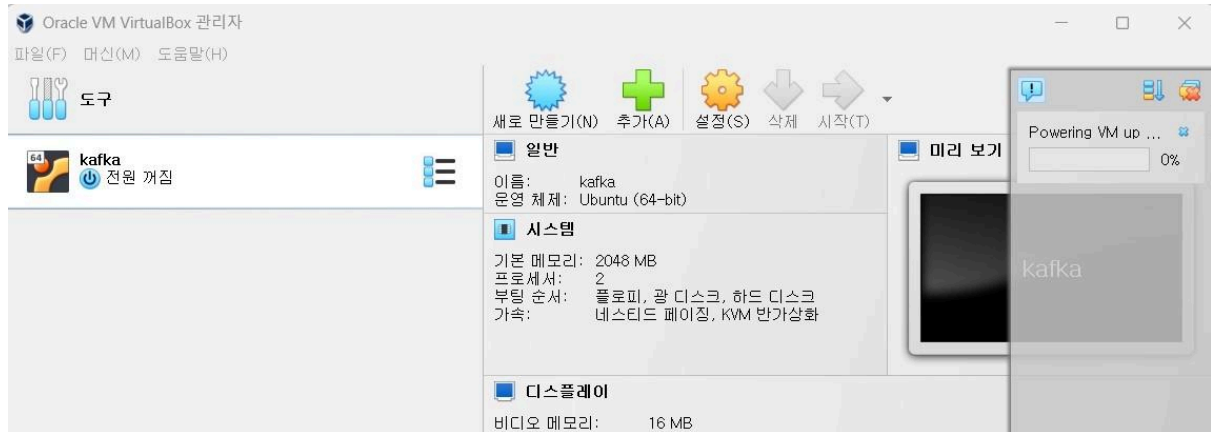 Oracle VM VirtualBox 관리자
파일(F) 머신(M) 도움말(H)
도구
새로 만들기(N) 추가(A) 설정(S) 삭제 시작(T)
64
kafka
전원 꺼짐
일반
이름: kafka
운영 체제: Ubuntu (64-bit)
시스템
기본 메모리: 2048 MB
프로세서: 2
부팅 순서: 플로피, 광 디스크, 하드 디스크
가속: 네스티드 페이징, KVM 반가상화
디스플레이
비디오 메모리: 16 MB
미리 보기
kafka
Powering VM up ...
0%